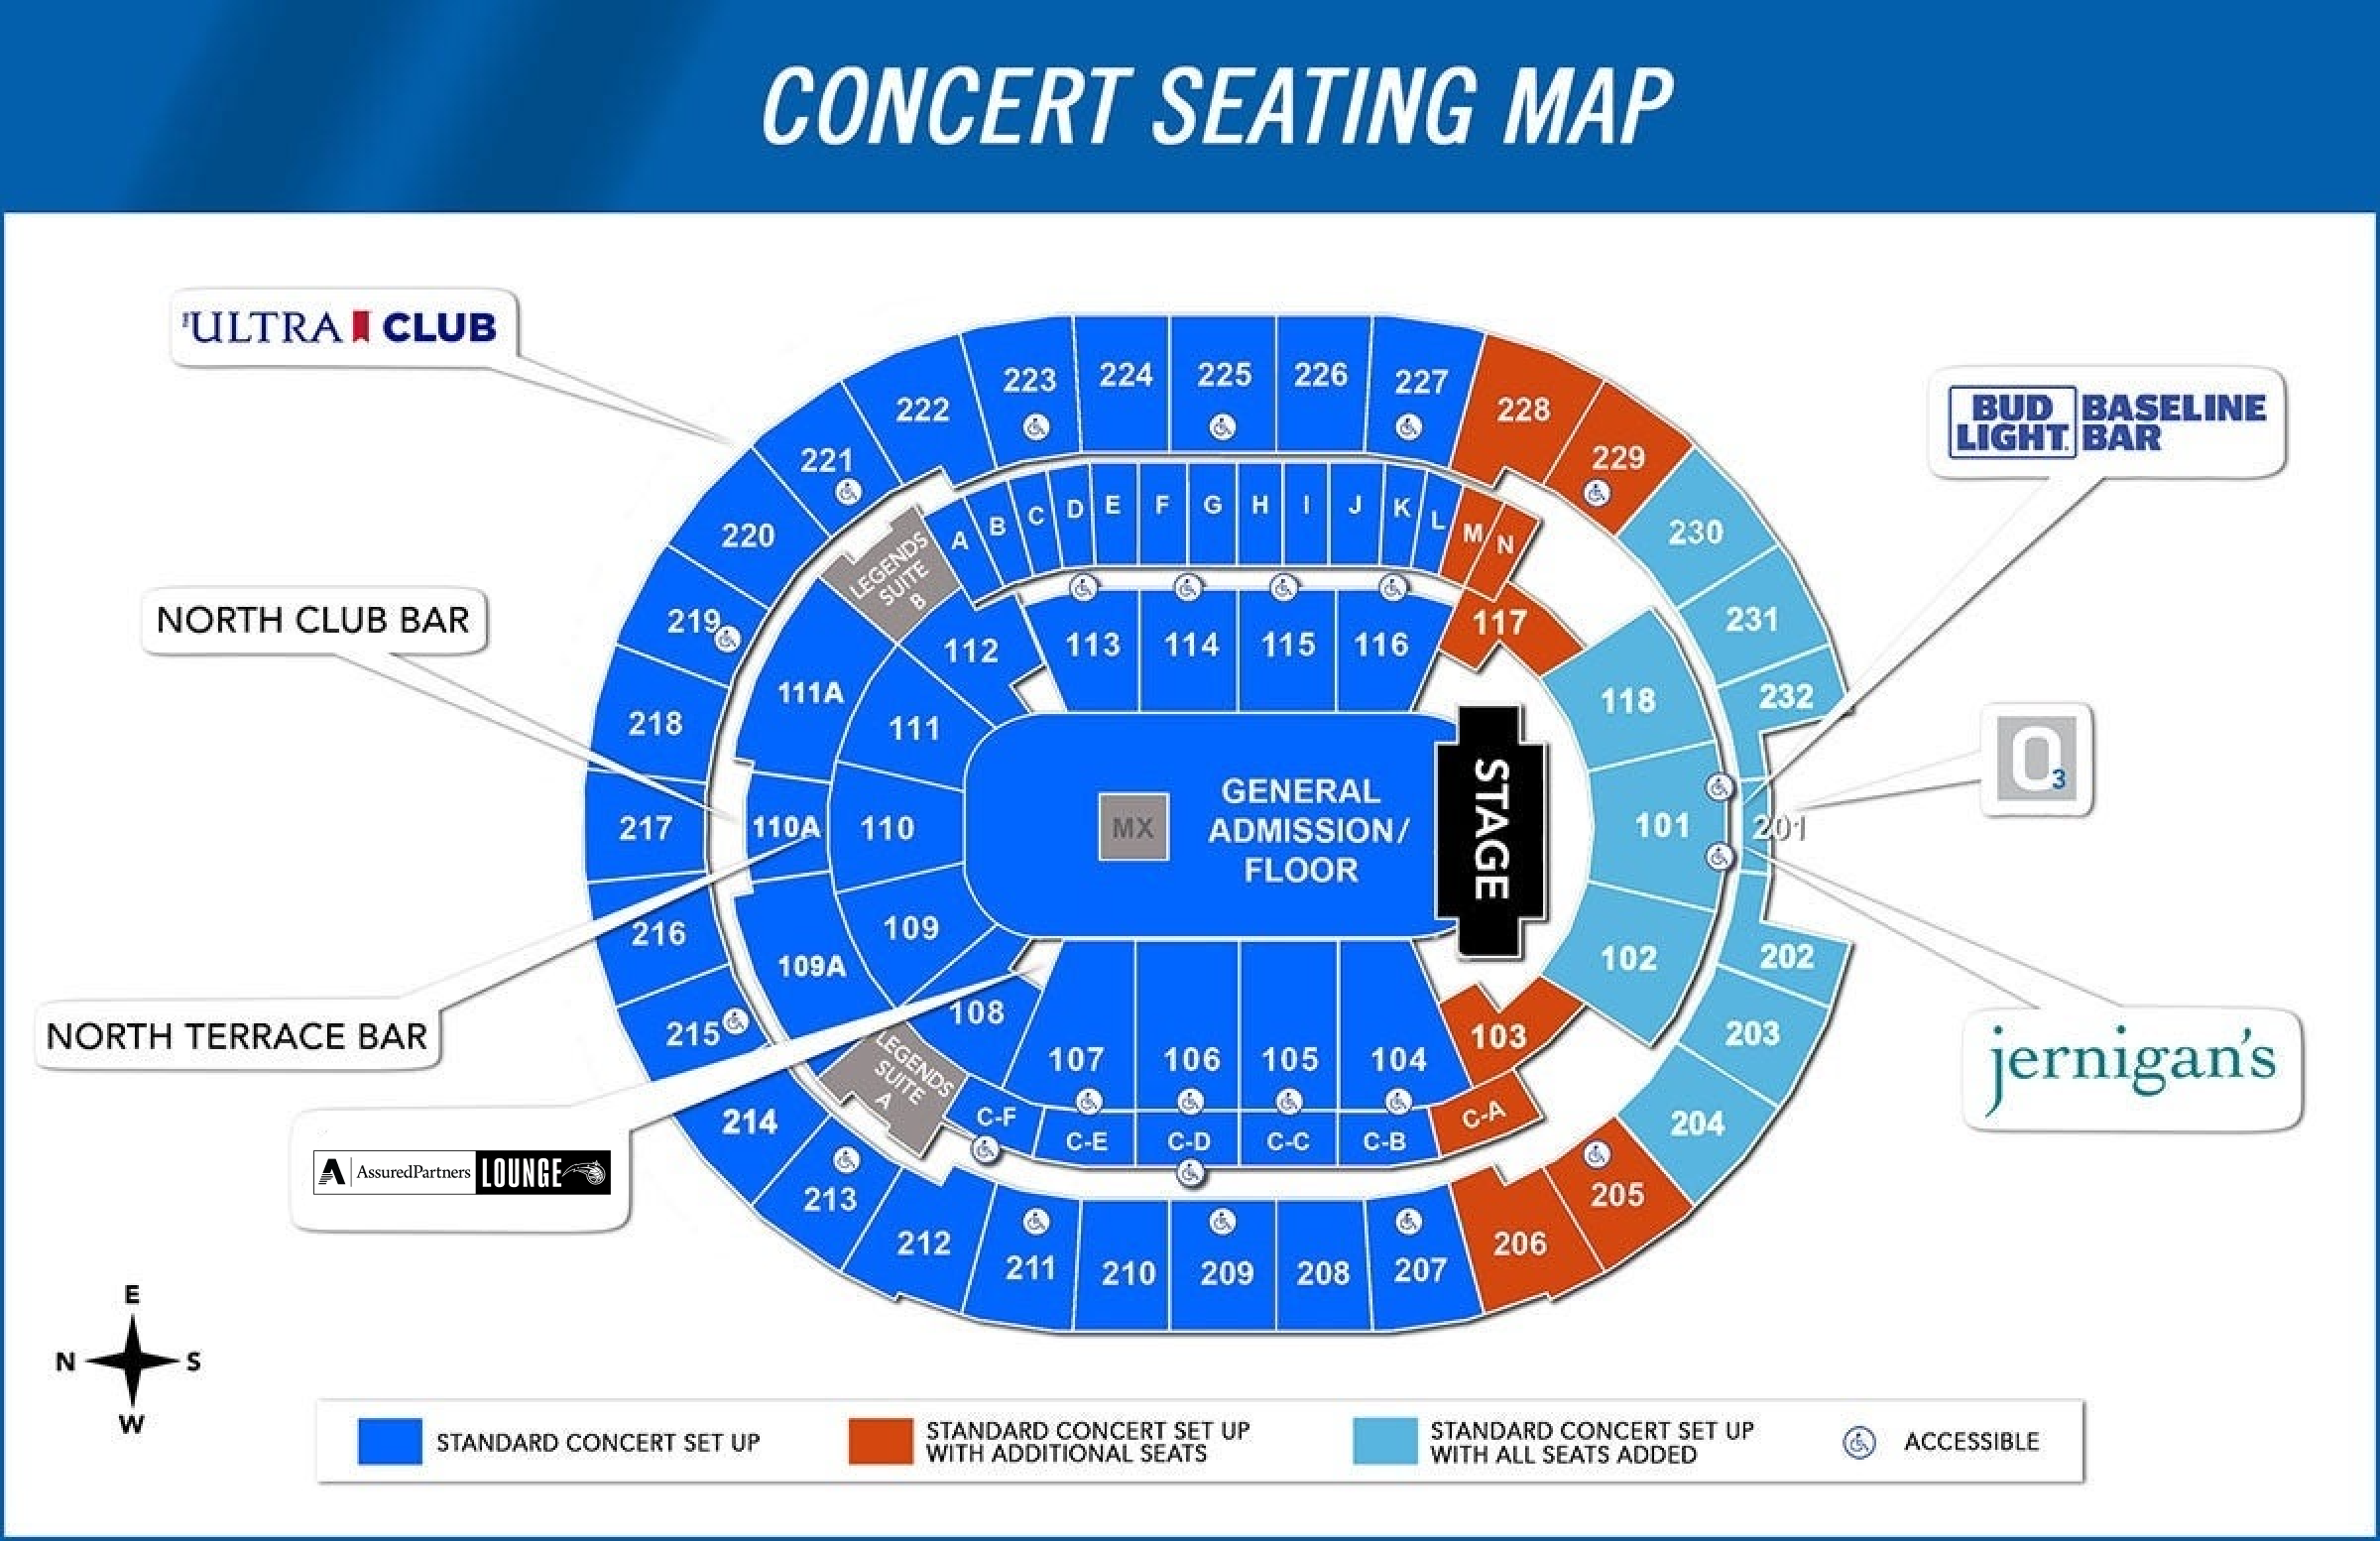 CONCERT SEATING MAP
THE ULTRA CLUB
BUD LIGHT. BASELINE BAR
NORTH CLUB BAR
O3
NORTH TERRACE BAR
jernigan's
AssuredPartners LOUNGE
223 224 225 226 227
222 228
221 229
220 230
219 231
218 232
217 201
216 202
215 203
214 204
213 205
212 206
211 210 209 208 207
A B C D E F G H I J K L M N
LEGENDS
SUITE
B
112 113 114 115 116 117
111A 111 118
110A 110 101
109A 109 102
108 103
107 106 105 104
LEGENDS
SUITE
A
C-F C-E C-D C-C C-B C-A
MX
GENERAL
ADMISSION/
FLOOR
STAGE
E
N S
W
STANDARD CONCERT SET UP
STANDARD CONCERT SET UP
WITH ADDITIONAL SEATS
STANDARD CONCERT SET UP
WITH ALL SEATS ADDED
ACCESSIBLE